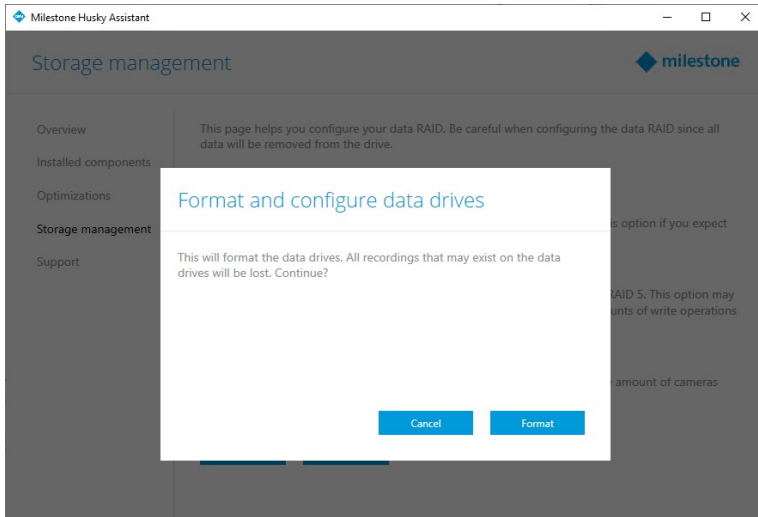 Milestone Husky Assistant
Storage management
milestone
Overview
Installed components
Optimizations
Storage management
Support
This page helps you configure your data RAID. Be careful when configuring the data RAID since all
data will be removed from the drive.
Format and configure data drives
This will format the data drives. All recordings that may exist on the data
drives will be lost. Continue?
Cancel
Format
is option if you expect
RAID 5. This option may
unts of write operations
amount of cameras